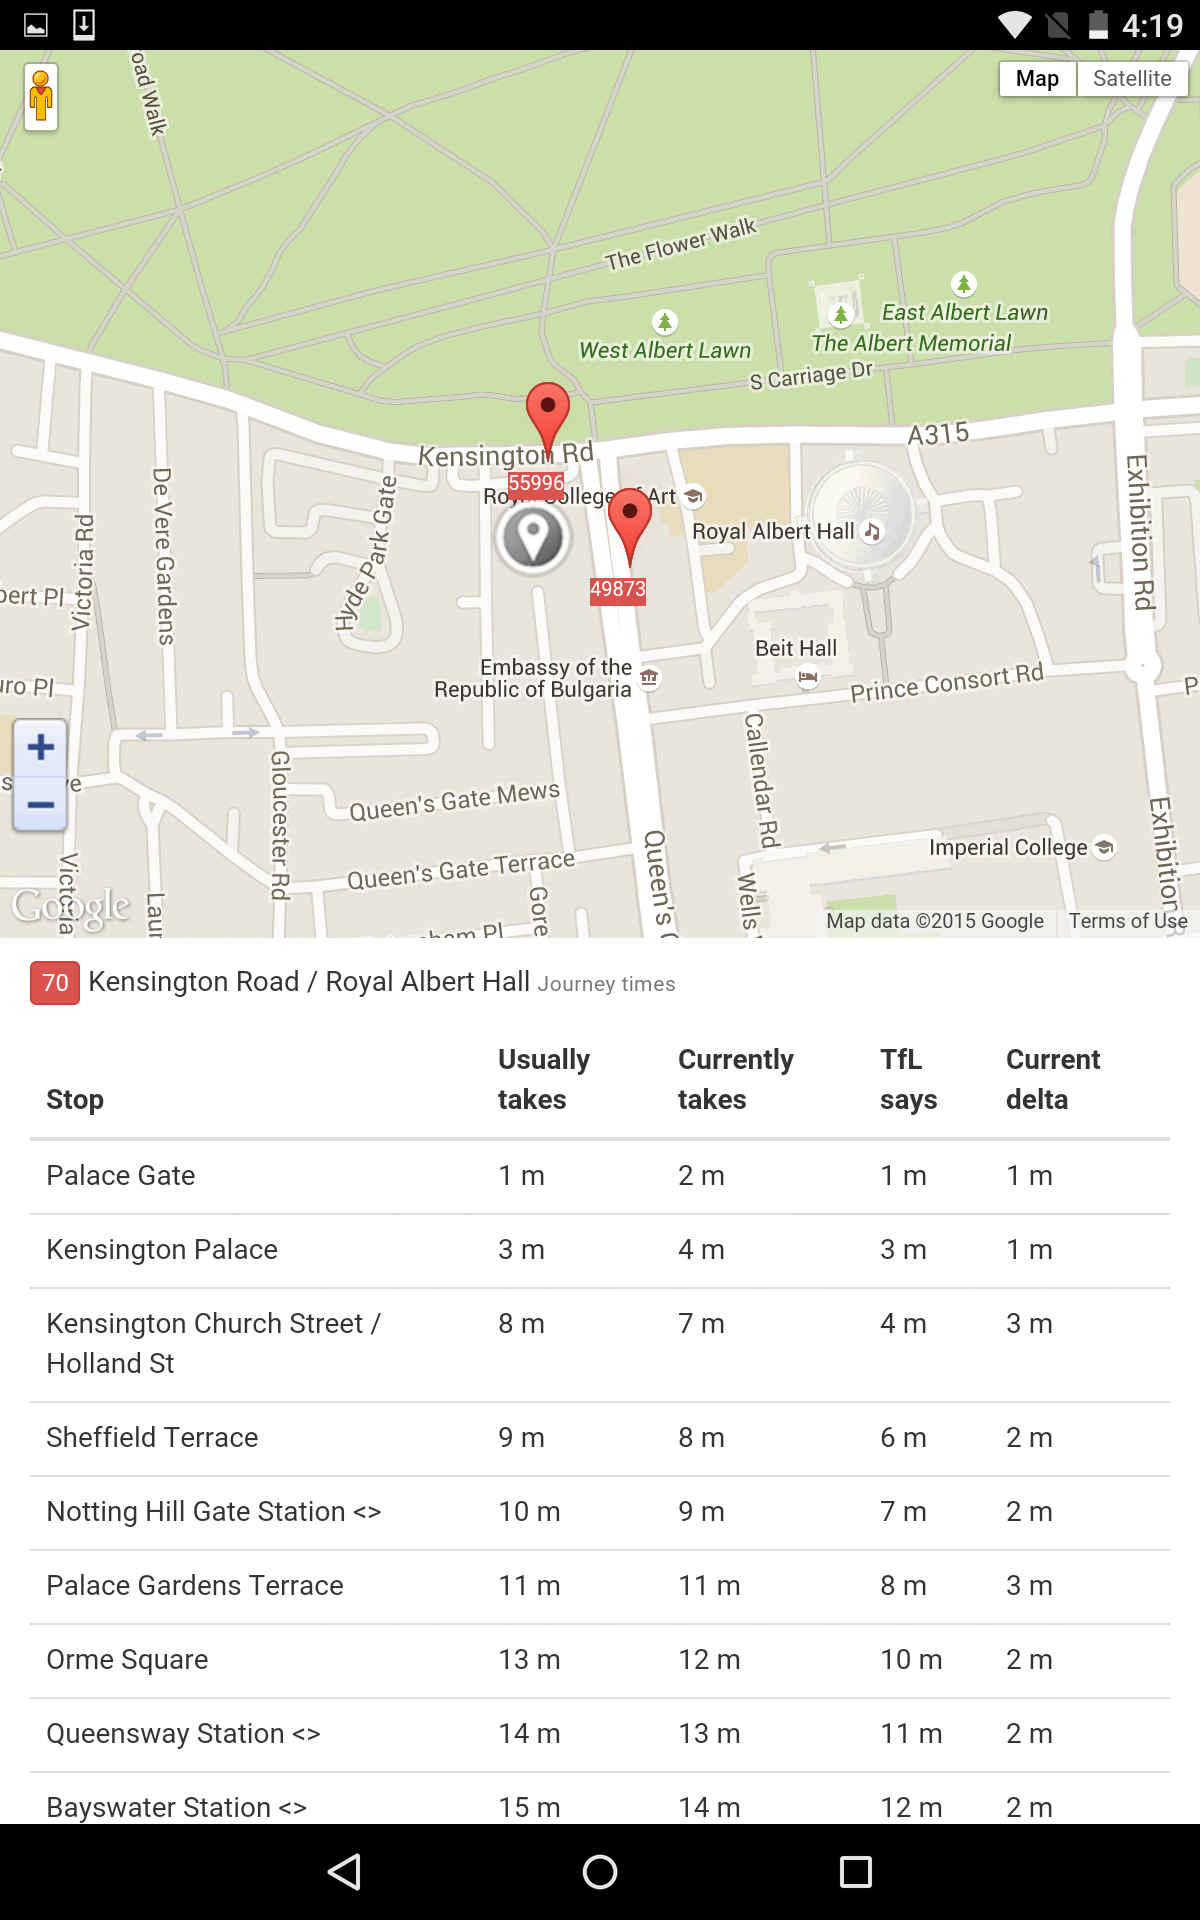 4:19
oad Walk
Map
Satellite
The Flower Walk
East Albert Lawn
The Albert Memorial
West Albert Lawn
S Carriage Dr
A315
Kensington Rd
55996
Royal College of Art
Royal Albert Hall
Exhibition Rd
De Vere Gardens
Victoria Rd
Hyde Park Gate
49873
bert Pl
Beit Hall
Embassy of the
Republic of Bulgaria
uro Pl
Prince Consort Rd
P
Callendar Rd
Gloucester Rd
Queen's Gate Mews
Queen's Gate Terrace
Imperial College
Exhibition R
Victoria
Laun
Gore
Queen's G
Wells
Google
ham Pl
Map data ©2015 Google
Terms of Use
70 Kensington Road / Royal Albert Hall Journey times
Stop Usually takes Currently takes TfL says Current delta
Palace Gate 1 m 2 m 1 m 1 m
Kensington Palace 3 m 4 m 3 m 1 m
Kensington Church Street / 8 m 7 m 4 m 3 m
Holland St
Sheffield Terrace 9 m 8 m 6 m 2 m
Notting Hill Gate Station <> 10 m 9 m 7 m 2 m
Palace Gardens Terrace 11 m 11 m 8 m 3 m
Orme Square 13 m 12 m 10 m 2 m
Queensway Station <> 14 m 13 m 11 m 2 m
Bayswater Station <> 15 m 14 m 12 m 2 m